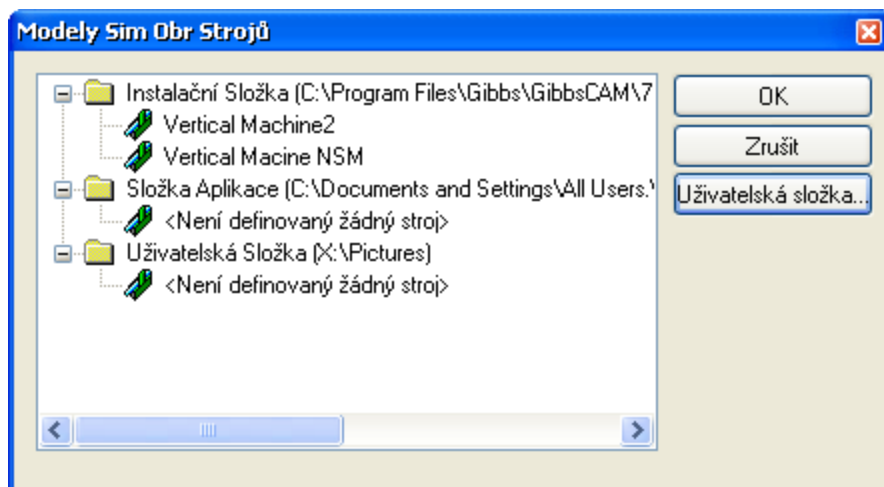 Modely Sim Obr Strojů
Instalační Složka (C:\Program Files\Gibbs\GibbsCAM\7
Vertical Machine2
Vertical Macine NSM
Složka Aplikace (C:\Documents and Settings\All Users.\
<Není definovaný žádný stroj>
Uživatelská Složka (X:\Pictures)
<Není definovaný žádný stroj>
OK
Zrušit
Uživatelská složka...